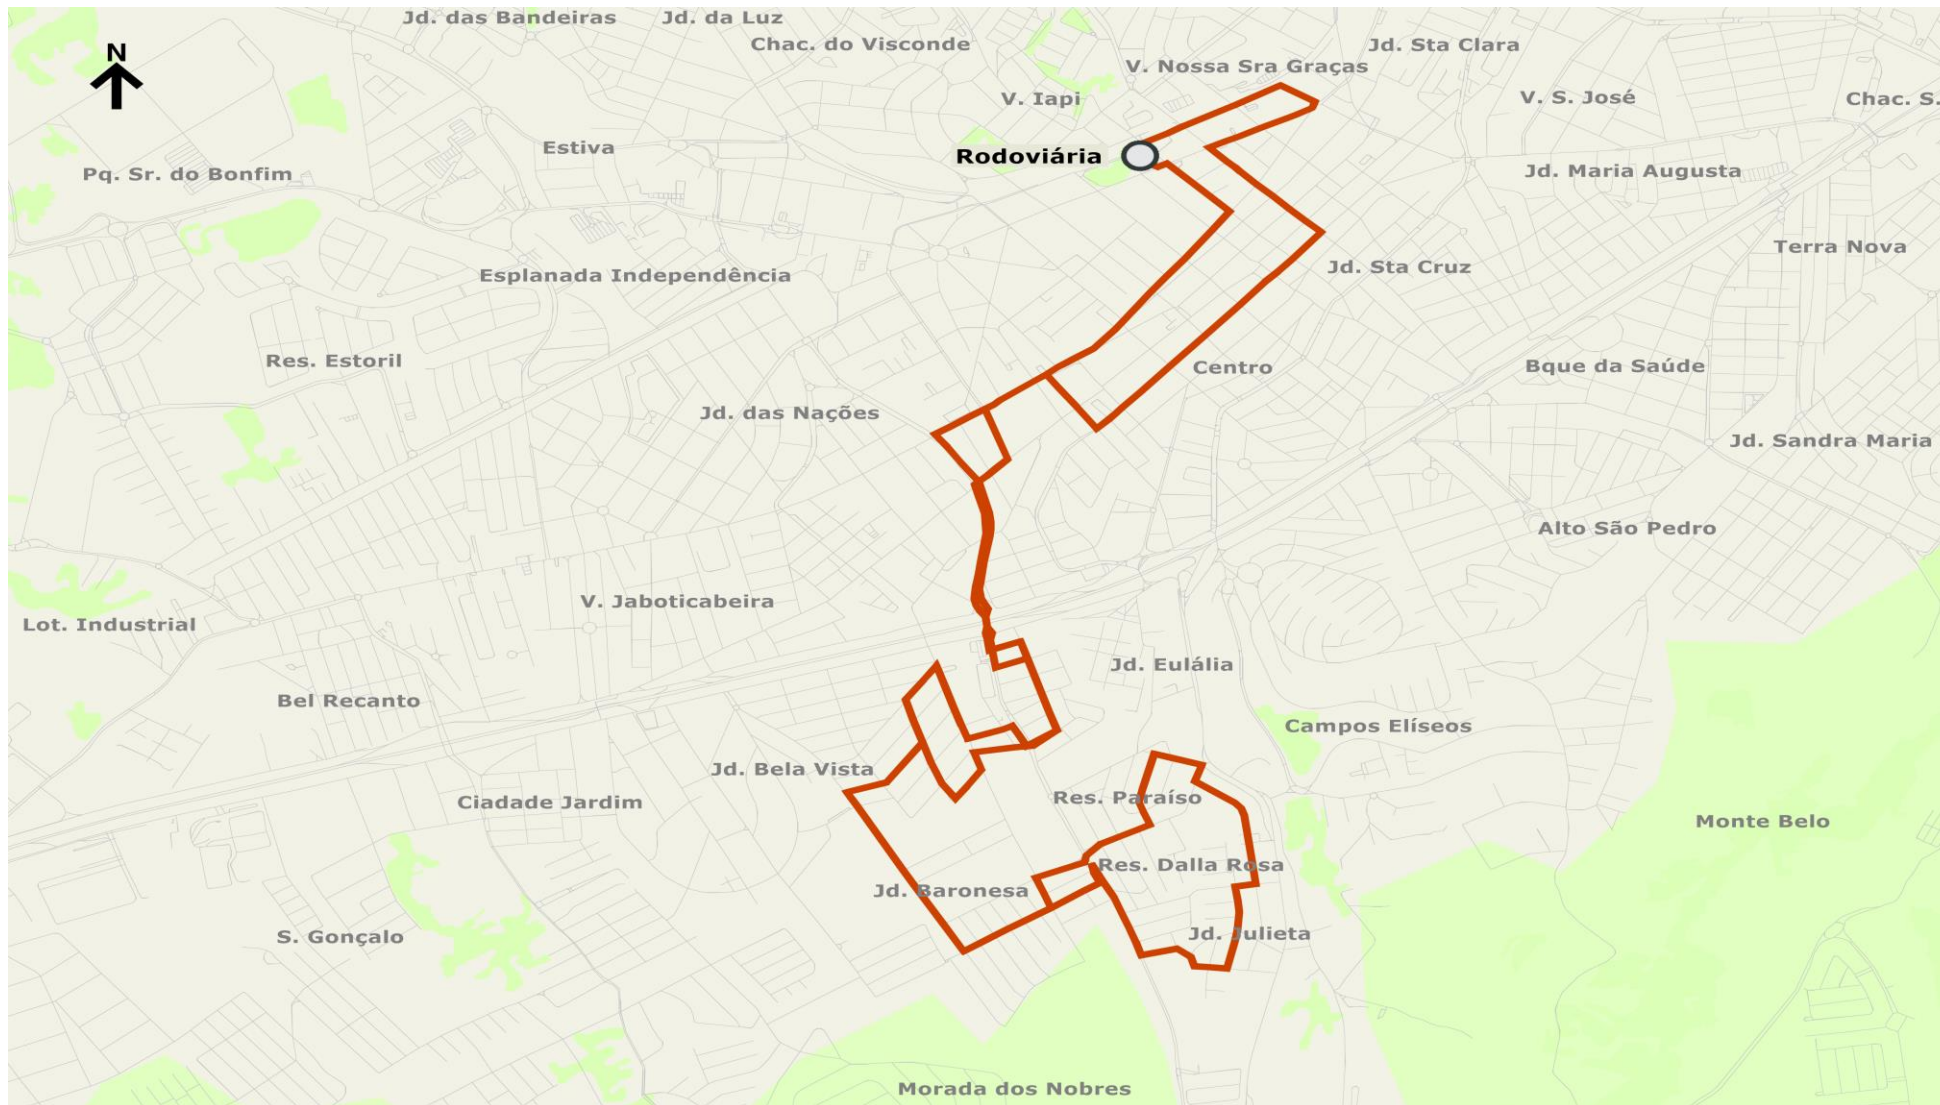 Jd. das Bandeiras
Jd. da Luz
Chac. do Visconde
Jd. Sta Clara
N
V. Nossa Sra Graças
V. Iapi
V. S. José
Chac. S.
Estiva
Rodoviária
Pq. Sr. do Bonfim
Jd. Maria Augusta
Terra Nova
Esplanada Independência
Jd. Sta Cruz
Res. Estoril
Centro
Bque da Saúde
Jd. das Nações
Jd. Sandra Maria
Alto São Pedro
V. Jaboticabeira
Lot. Industrial
Jd. Eulália
Bel Recanto
Campos Elíseos
Jd. Bela Vista
Ciadade Jardim
Res. Paraíso
Monte Belo
Res. Dalla Rosa
Jd. Baronesa
S. Gonçalo
Jd. Julieta
Morada dos Nobres